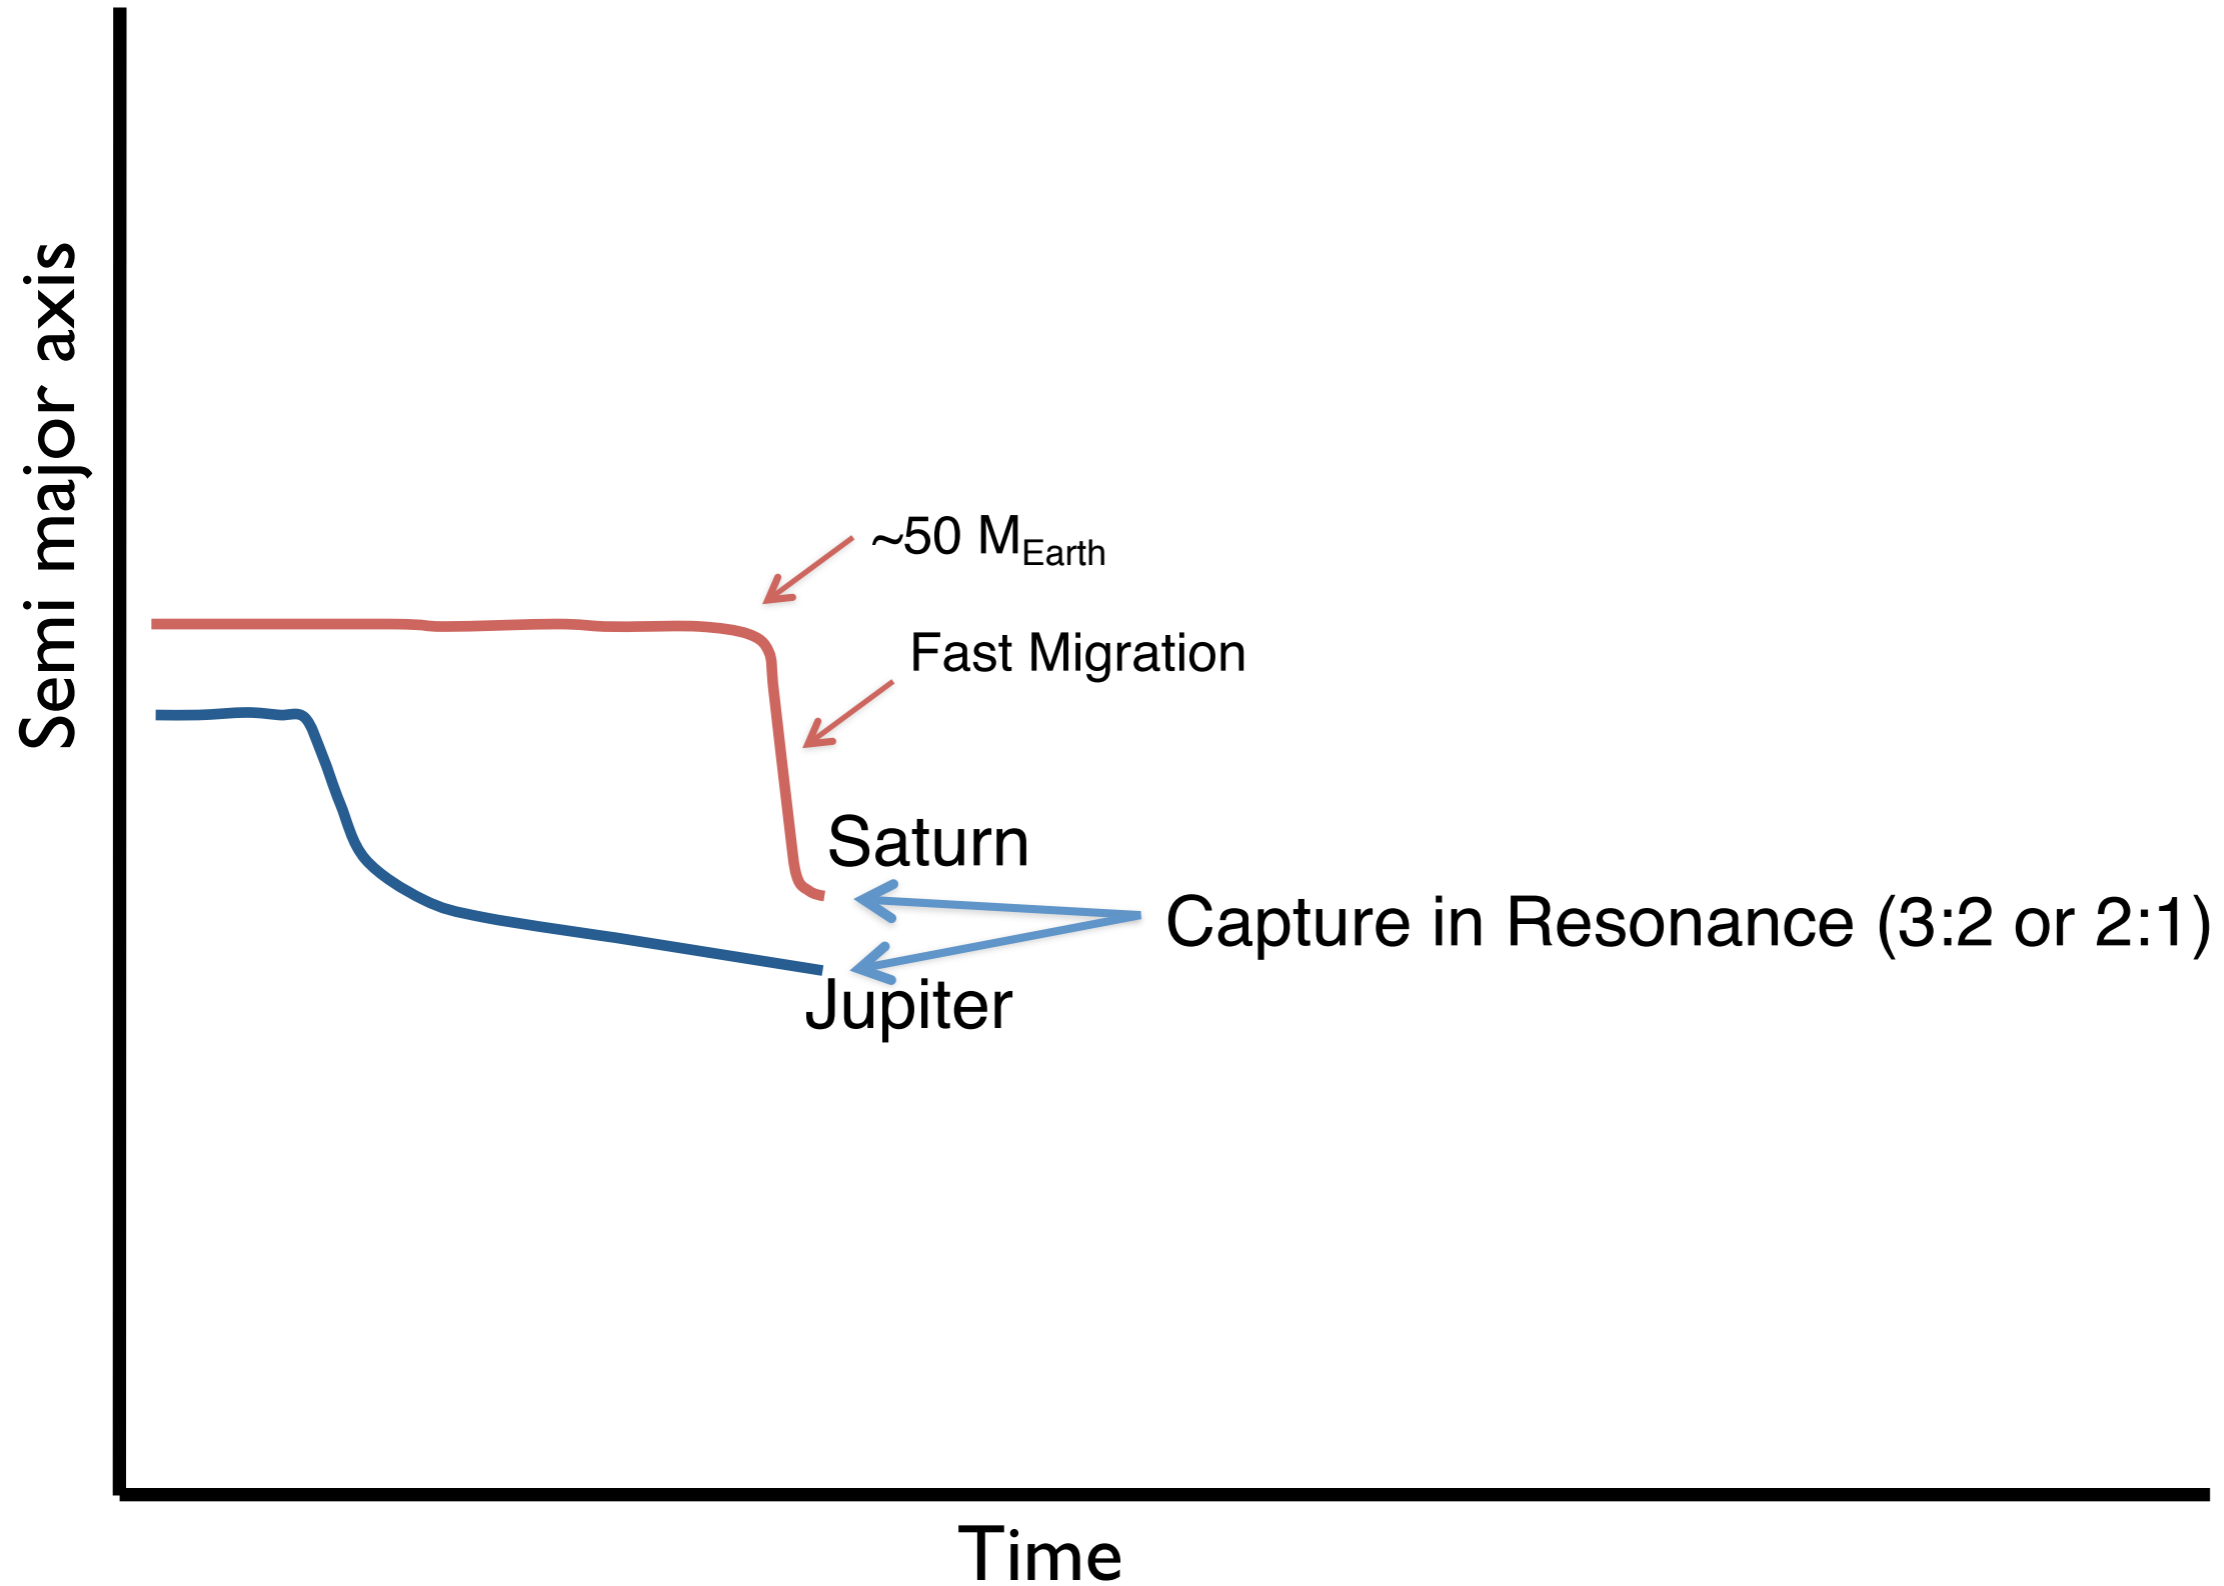 Semi major axis
~50 MEarth
Fast Migration
Saturn
Capture in Resonance (3:2 or 2:1)
Jupiter
Time